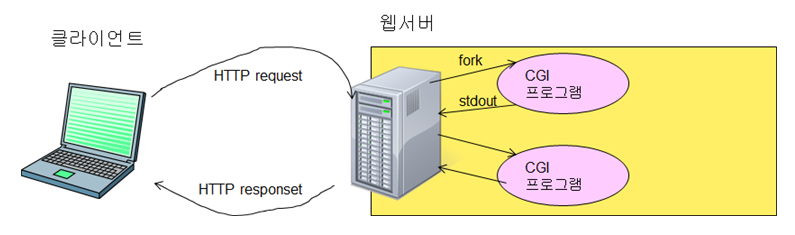 클라이언트
웹서버
HTTP request
fork
CGI
프로그램
stdout
HTTP responset
CGI
프로그램